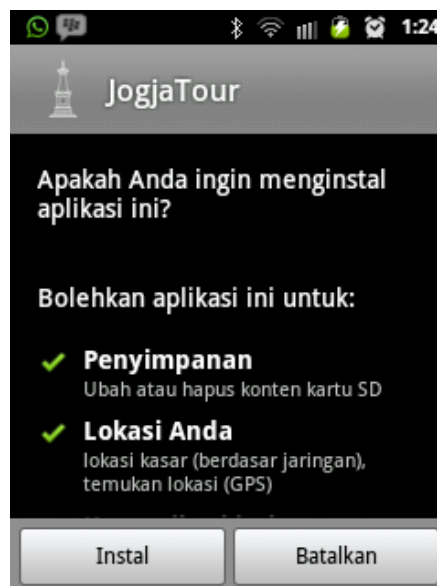 1:24
JogjaTour
Apakah Anda ingin menginstal
aplikasi ini?
Bolehkan aplikasi ini untuk:
Penyimpanan
Ubah atau hapus konten kartu SD
Lokasi Anda
lokasi kasar (berdasar jaringan),
temukan lokasi (GPS)
Instal
Batalkan